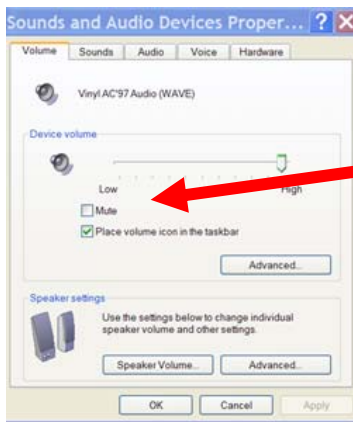 Sounds and Audio Devices Proper...
Volume Sounds Audio Voice Hardware
Vinyl AC'97 Audio (WAVE)
Device volume
Low High
Mute
Place volume icon in the taskbar
Advanced...
Speaker settings
Use the settings below to change individual
speaker volume and other settings.
Speaker Volume... Advanced...
OK Cancel Apply